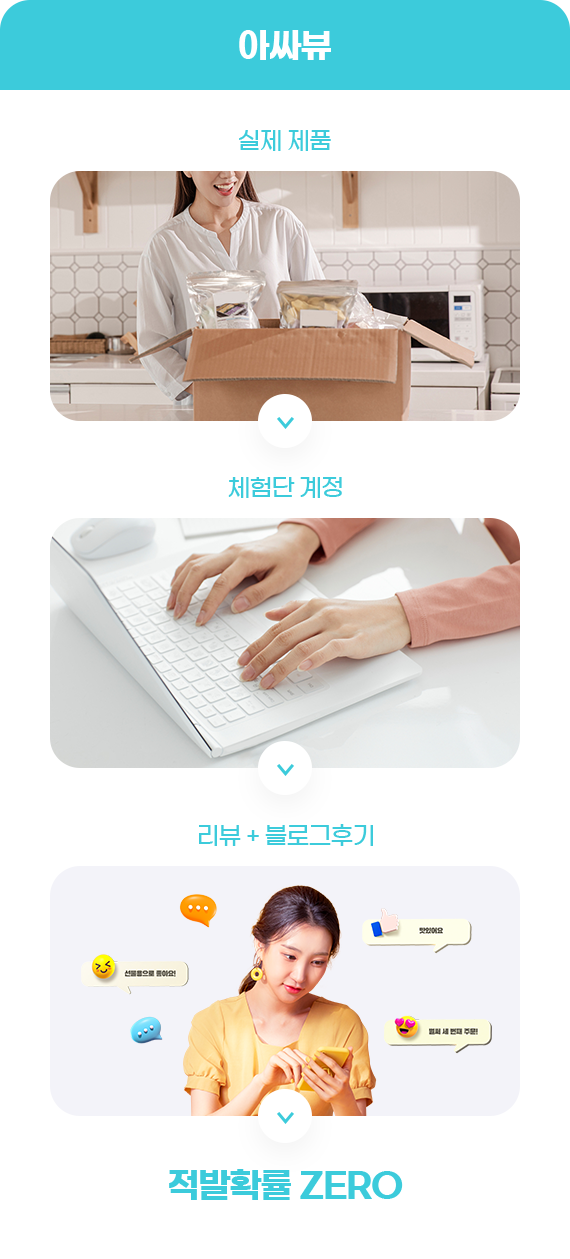 아싸뷰
실제 제품
체험단 계정
리뷰 + 블로그후기
맛있어요
선물용으로 좋아요!
벌써 세 번째 주문!
적발확률 ZERO